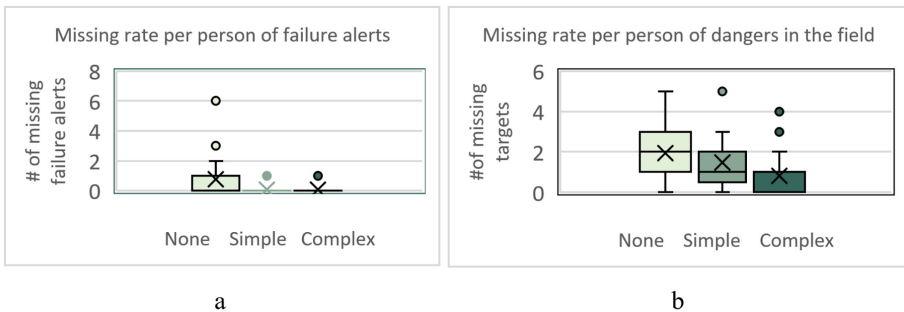 Missing rate per person of failure alerts
# of missing
failure alerts
8
6
4
2
0
None Simple Complex
a
Missing rate per person of dangers in the field
#of missing
targets
6
4
2
0
None Simple Complex
b